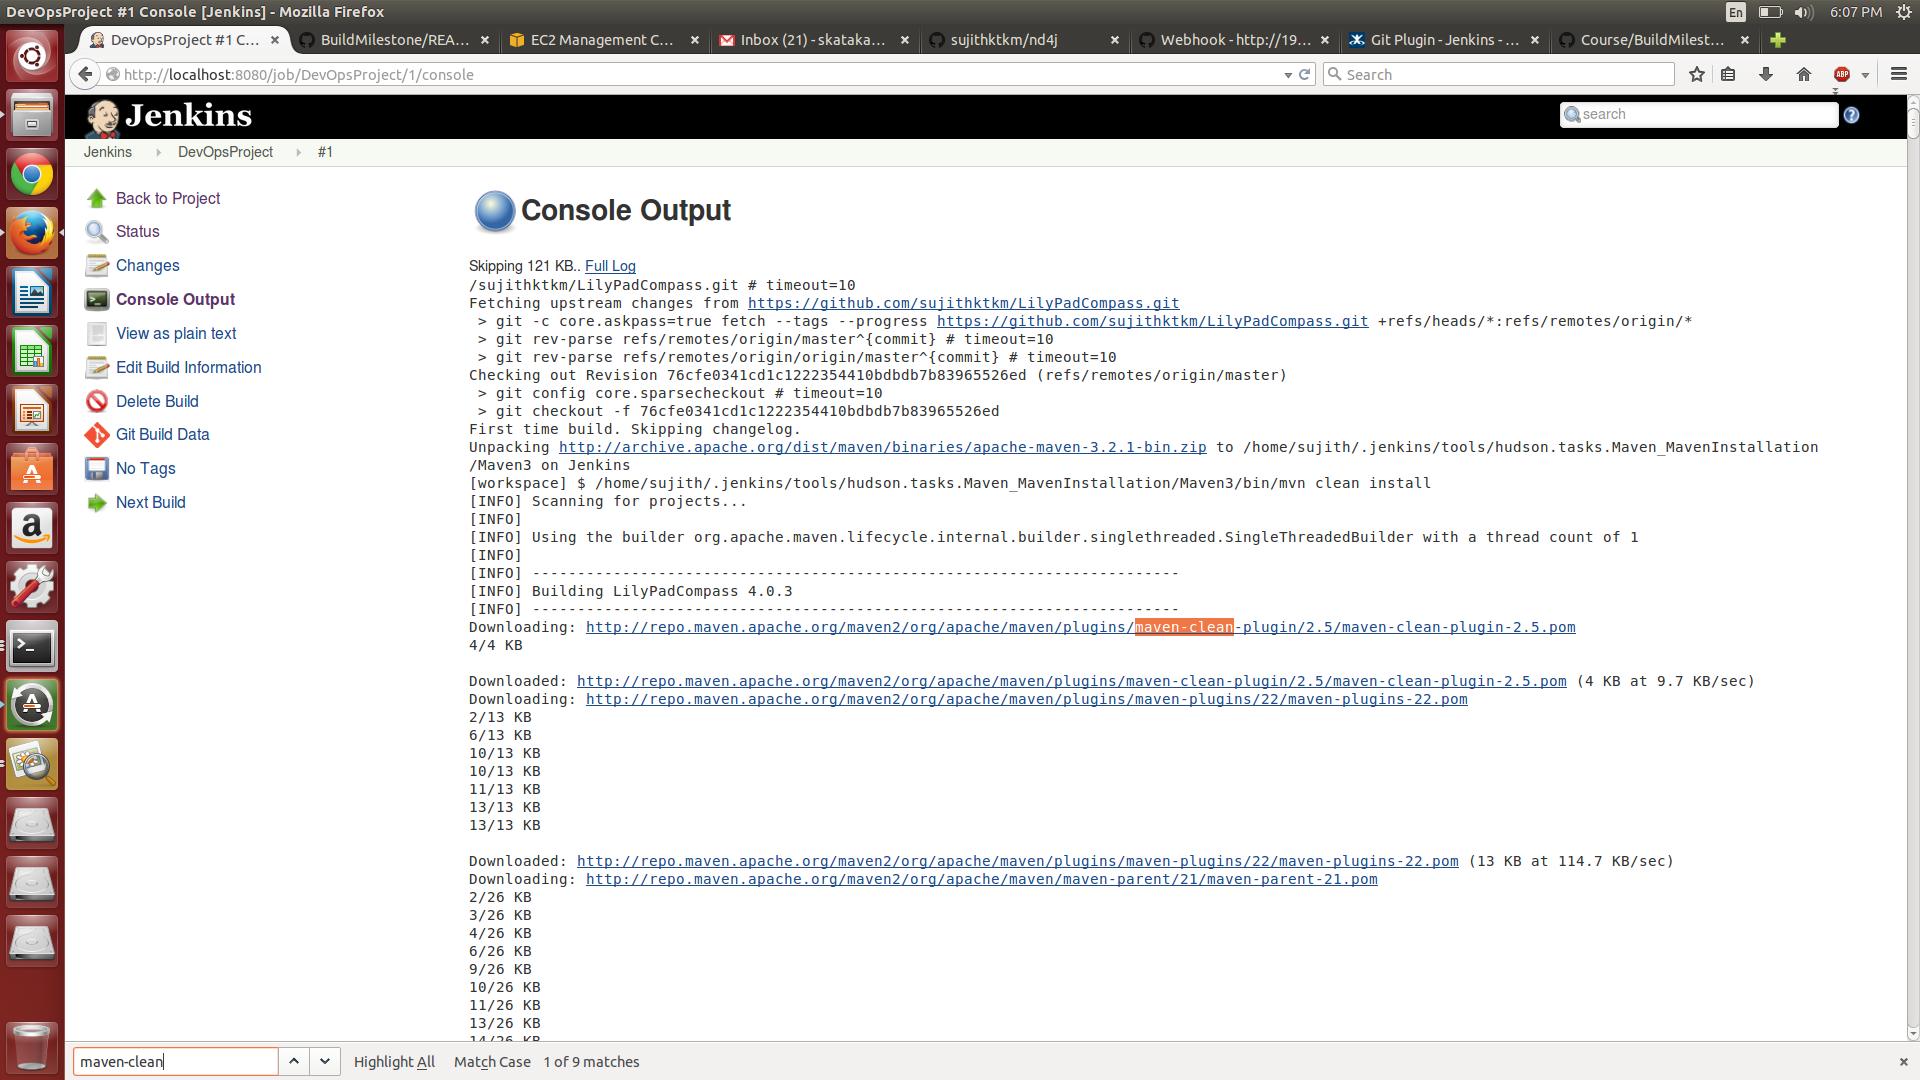 DevOpsProject #1 Console [Jenkins] - Mozilla Firefox
En 6:07 PM
DevOpsProject #1 C... × BuildMilestone/REA... × EC2 Management C... × Inbox (21) - skataka... × sujithktkm/nd4j × Webhook - http://19... × Git Plugin - Jenkins - ... × Course/BuildMilest... ×
http://localhost:8080/job/DevOpsProject/1/console Search ABP
Jenkins search ?
Jenkins DevOpsProject #1
Back to Project
Status
Changes
Console Output
View as plain text
Edit Build Information
Delete Build
Git Build Data
No Tags
Next Build
Console Output
Skipping 121 KB.. Full Log
/sujithktkm/LilyPadCompass.git # timeout=10
Fetching upstream changes from https://github.com/sujithktkm/LilyPadCompass.git
> git -c core.askpass=true fetch --tags --progress https://github.com/sujithktkm/LilyPadCompass.git +refs/heads/*:refs/remotes/origin/*
> git rev-parse refs/remotes/origin/master^{commit} # timeout=10
> git rev-parse refs/remotes/origin/origin/master^{commit} # timeout=10
Checking out Revision 76cfe0341cd1c1222354410bdbdb7b83965526ed (refs/remotes/origin/master)
> git config core.sparsecheckout # timeout=10
> git checkout -f 76cfe0341cd1c1222354410bdbdb7b83965526ed
First time build. Skipping changelog.
Unpacking http://archive.apache.org/dist/maven/binaries/apache-maven-3.2.1-bin.zip to /home/sujith/.jenkins/tools/hudson.tasks.Maven_MavenInstallation
/Maven3 on Jenkins
[workspace] $ /home/sujith/.jenkins/tools/hudson.tasks.Maven_MavenInstallation/Maven3/bin/mvn clean install
[INFO] Scanning for projects...
[INFO]
[INFO] Using the builder org.apache.maven.lifecycle.internal.builder.singlethreaded.SingleThreadedBuilder with a thread count of 1
[INFO]
[INFO] ------------------------------------------------------------------------
[INFO] Building LilyPadCompass 4.0.3
[INFO] ------------------------------------------------------------------------
Downloading: http://repo.maven.apache.org/maven2/org/apache/maven/plugins/maven-clean-plugin/2.5/maven-clean-plugin-2.5.pom
4/4 KB
Downloaded: http://repo.maven.apache.org/maven2/org/apache/maven/plugins/maven-clean-plugin/2.5/maven-clean-plugin-2.5.pom (4 KB at 9.7 KB/sec)
Downloading: http://repo.maven.apache.org/maven2/org/apache/maven/plugins/maven-plugins/22/maven-plugins-22.pom
2/13 KB
6/13 KB
10/13 KB
10/13 KB
11/13 KB
13/13 KB
13/13 KB
Downloaded: http://repo.maven.apache.org/maven2/org/apache/maven/plugins/maven-plugins/22/maven-plugins-22.pom (13 KB at 114.7 KB/sec)
Downloading: http://repo.maven.apache.org/maven2/org/apache/maven/maven-parent/21/maven-parent-21.pom
2/26 KB
3/26 KB
4/26 KB
6/26 KB
9/26 KB
10/26 KB
11/26 KB
13/26 KB
14/26 KB
maven-clean Highlight All Match Case 1 of 9 matches ×